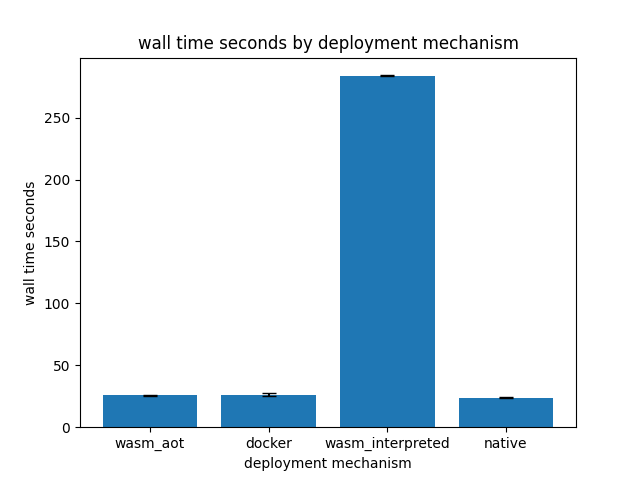 wall time seconds by deployment mechanism
wall time seconds
250
200
150
100
50
0
wasm_aot docker wasm_interpreted native
deployment mechanism